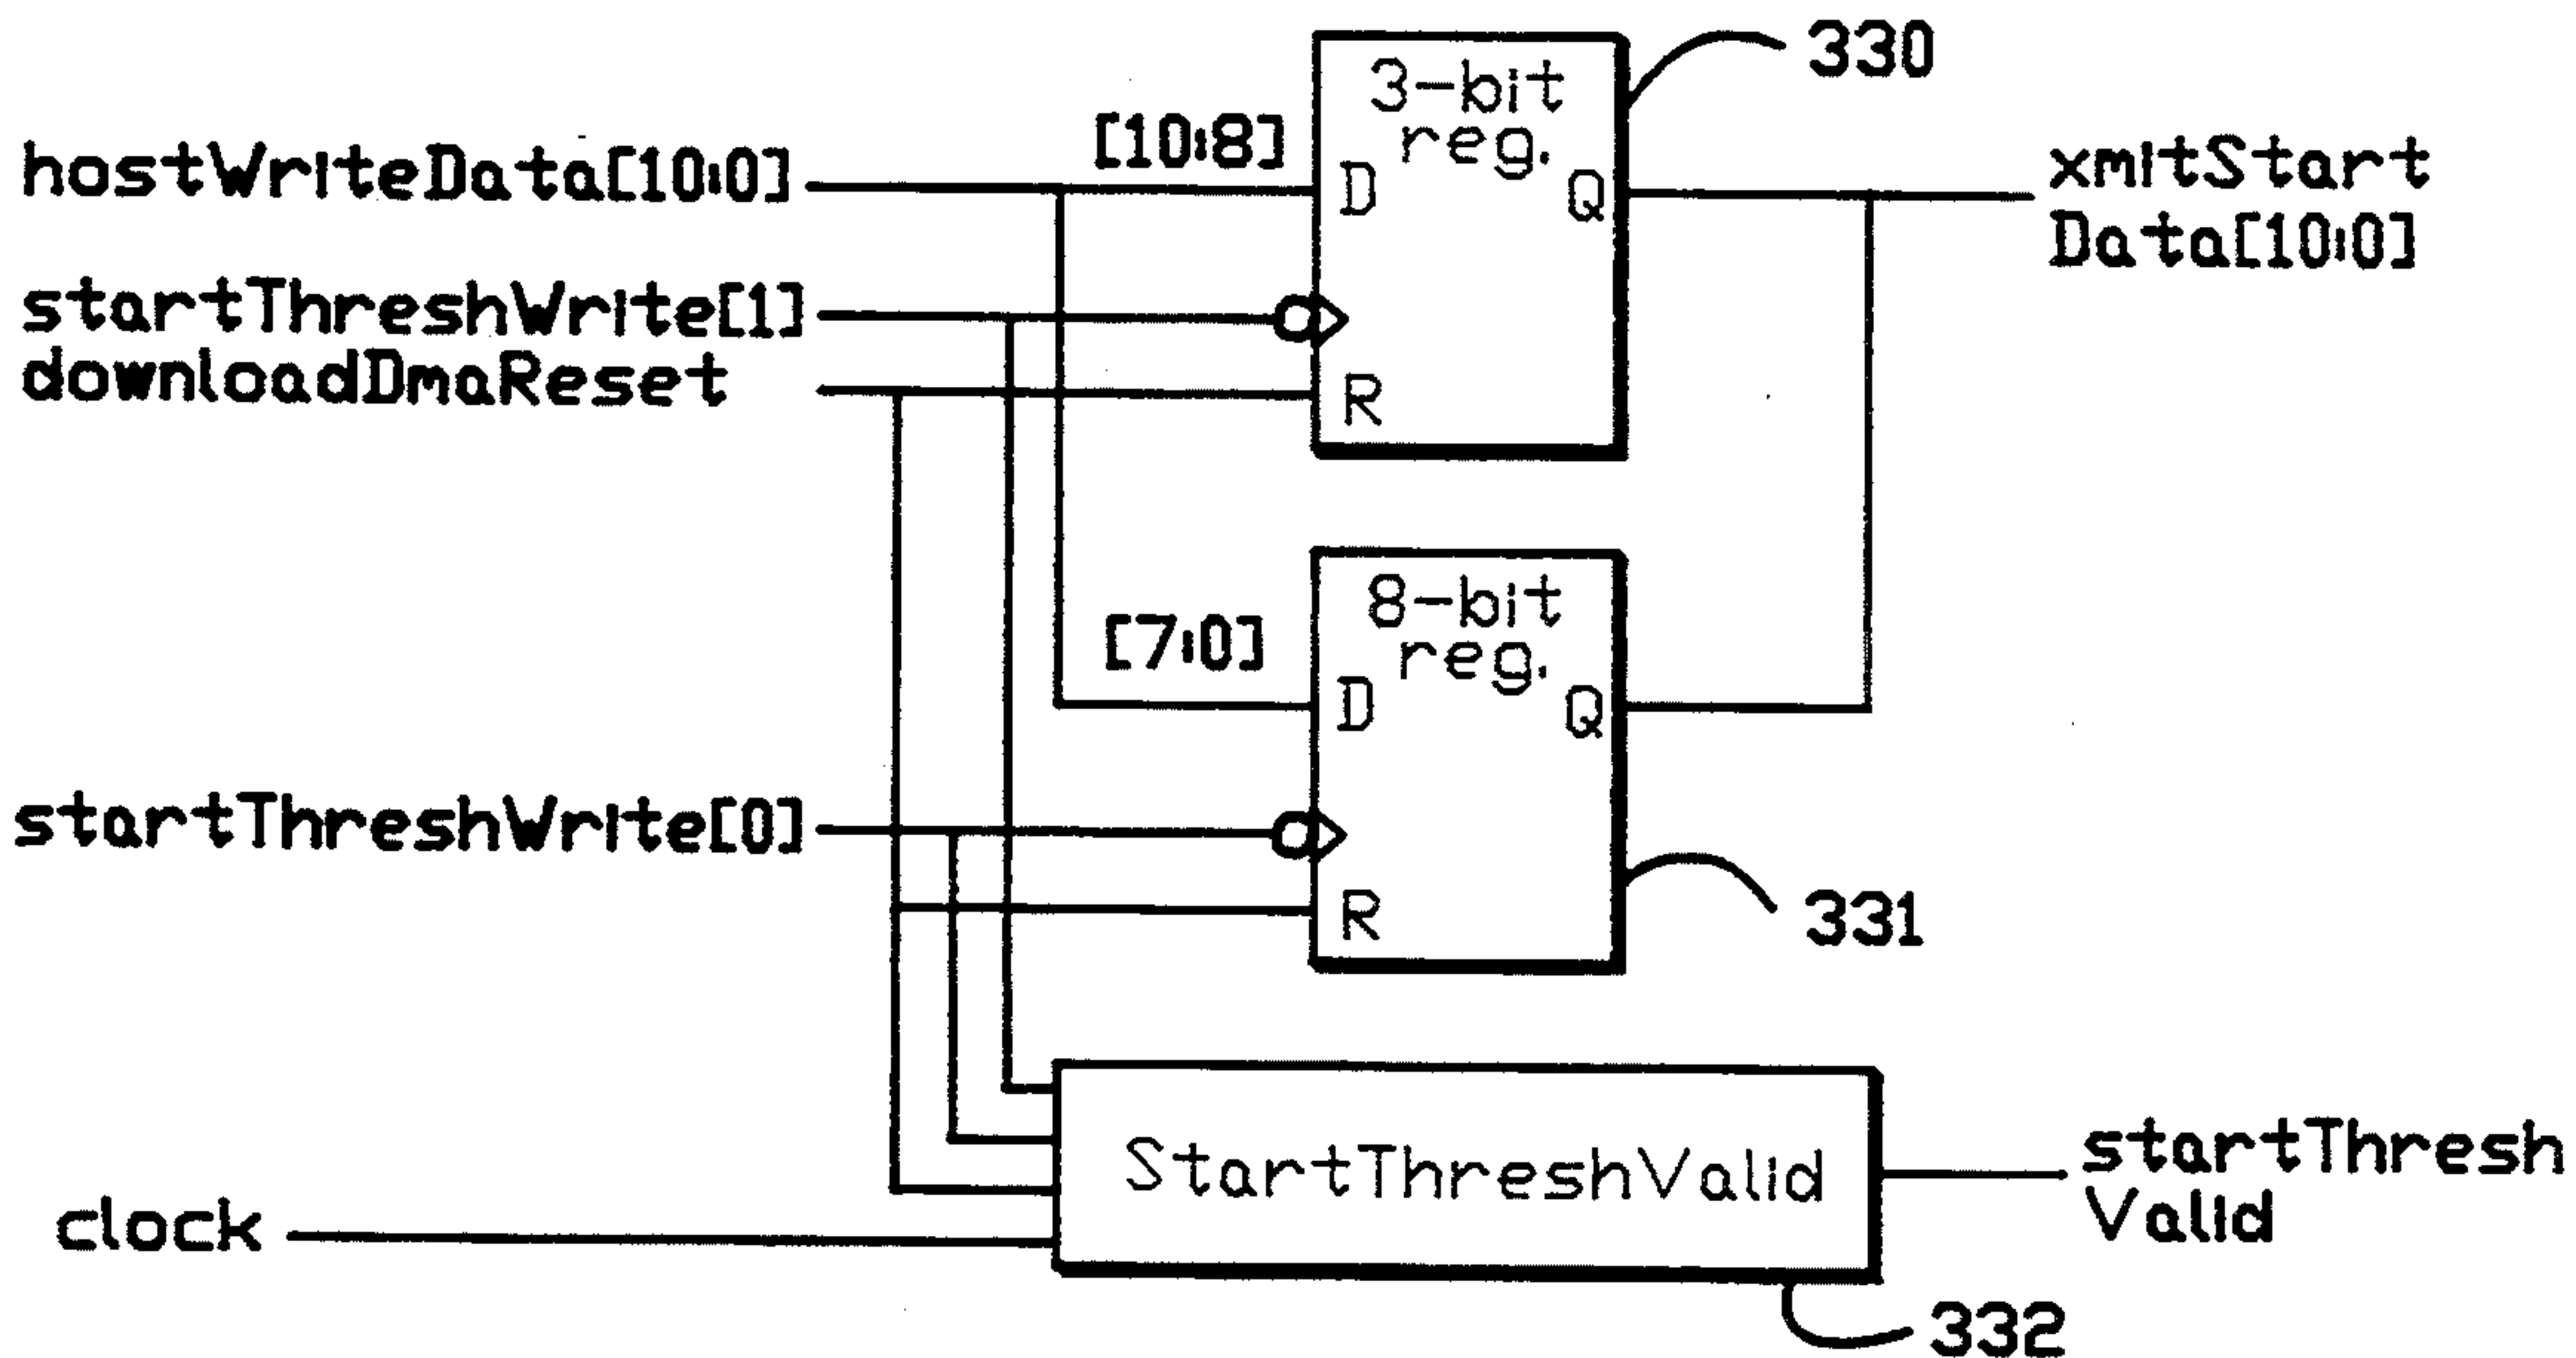 330
3-bit
reg.
[10:8]
hostWriteData[10:0]
D
Q
xmitStart
Data[10:0]
startThreshWrite[1]
downloadDmaReset
R
8-bit
reg.
[7:0]
D
Q
startThreshWrite[0]
R
331
StartThreshValid
startThresh
Valid
clock
332